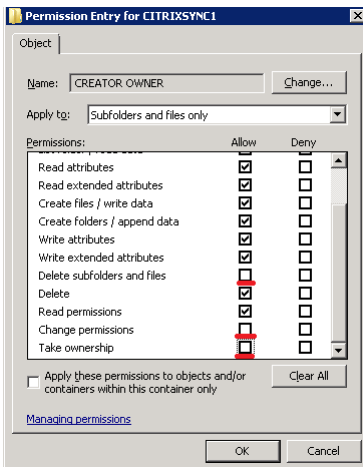 Permission Entry for CITRIXSYNC1
Object
Name: CREATOR OWNER Change...
Apply to: Subfolders and files only
Permissions: Allow Deny
Read attributes
Read extended attributes
Create files / write data
Create folders / append data
Write attributes
Write extended attributes
Delete subfolders and files
Delete
Read permissions
Change permissions
Take ownership
Apply these permissions to objects and/or Clear All
containers within this container only
Managing permissions
OK Cancel